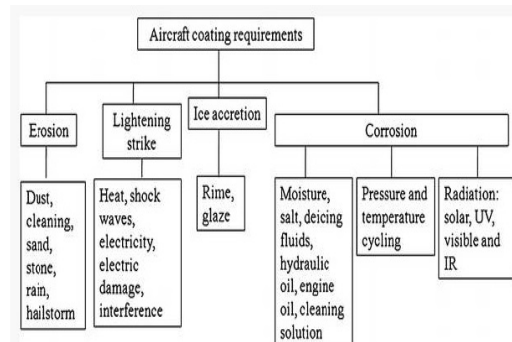 Aircraft coating requirements
Erosion
Lightening
strike
Ice accretion
Corrosion
Dust,
cleaning,
sand,
stone,
rain,
hailstorm
Heat, shock
waves,
electricity,
electric
damage,
interference
Rime,
glaze
Moisture,
salt, deicing
fluids,
hydraulic
oil, engine
oil, cleaning
solution
Pressure and
temperature
cycling
Radiation:
solar, UV,
visible and
IR